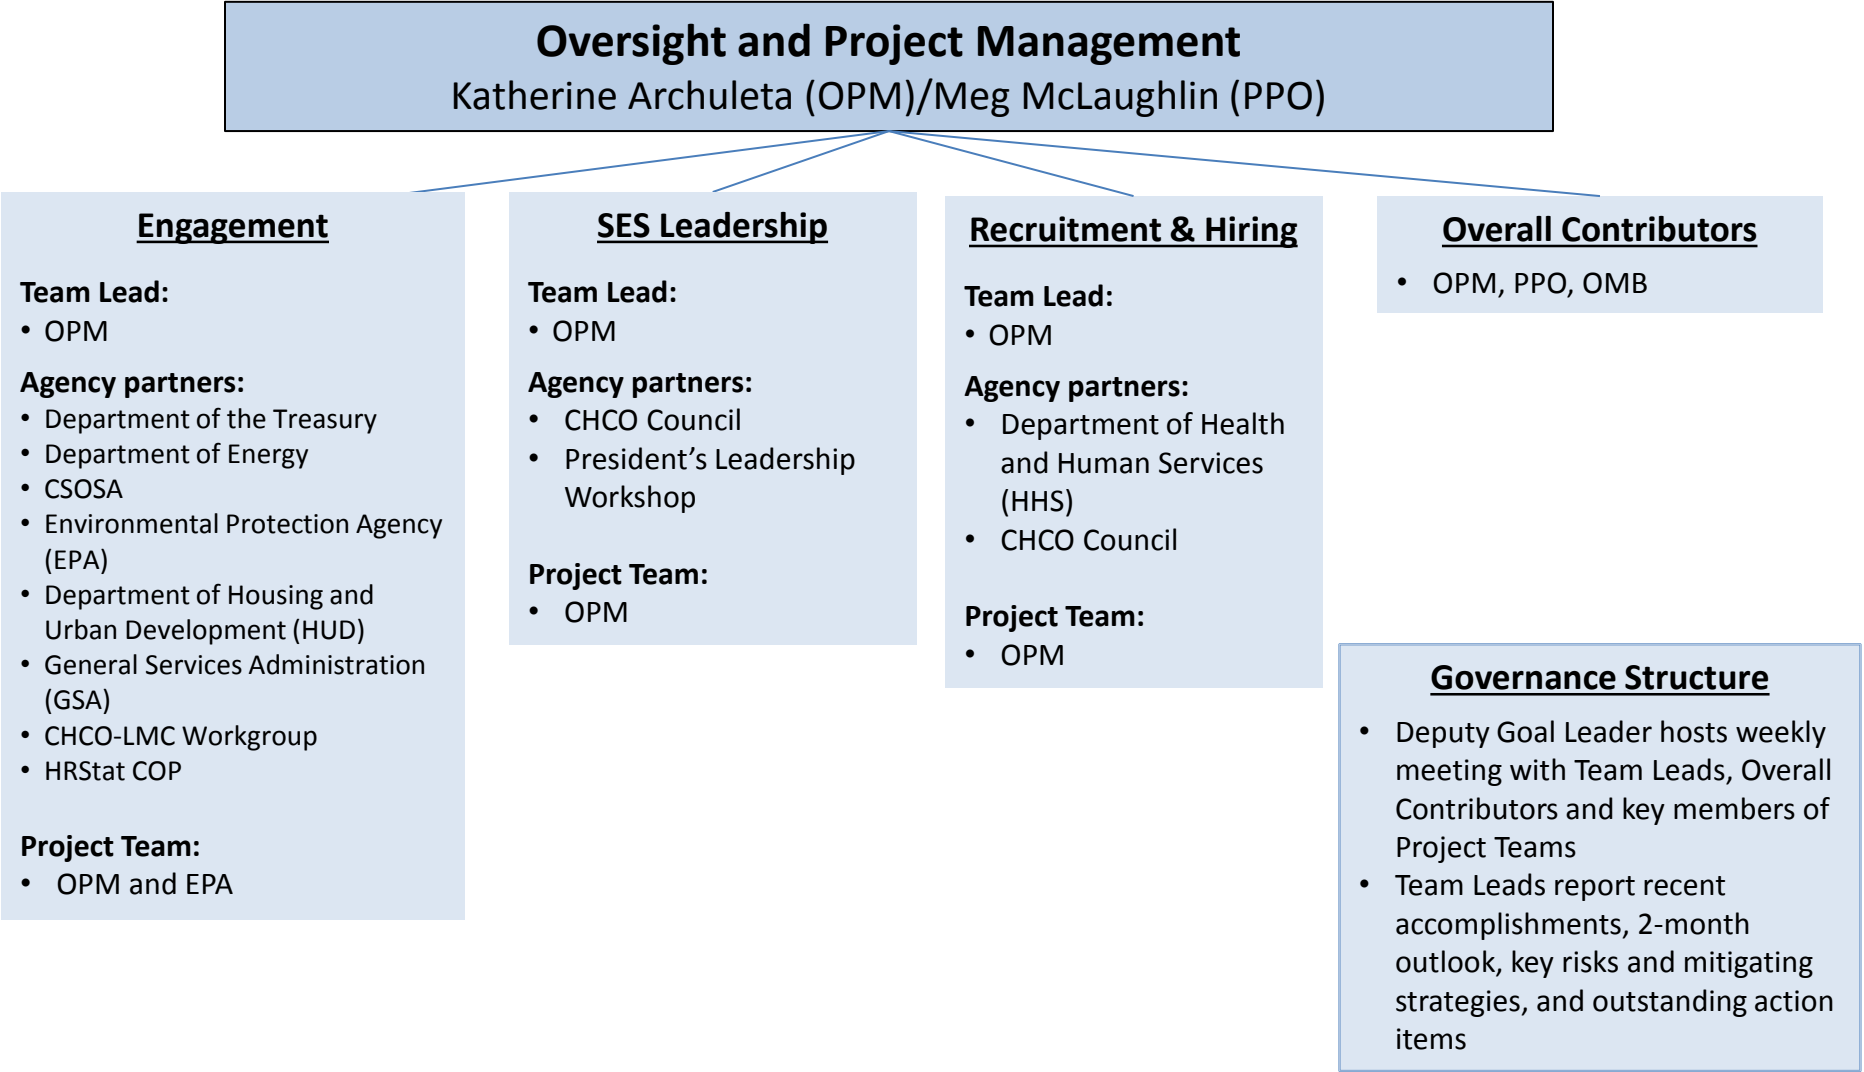 Oversight and Project Management
Katherine Archuleta (OPM)/Meg McLaughlin (PPO)
Engagement
Team Lead:
• OPM
Agency partners:
• Department of the Treasury
• Department of Energy
• CSOSA
• Environmental Protection Agency
(EPA)
• Department of Housing and
Urban Development (HUD)
• General Services Administration
(GSA)
• CHCO-LMC Workgroup
• HRStat COP
Project Team:
• OPM and EPA
SES Leadership
Team Lead:
• OPM
Agency partners:
• CHCO Council
• President’s Leadership
Workshop
Project Team:
• OPM
Recruitment & Hiring
Team Lead:
• OPM
Agency partners:
• Department of Health
and Human Services
(HHS)
• CHCO Council
Project Team:
• OPM
Overall Contributors
• OPM, PPO, OMB
Governance Structure
• Deputy Goal Leader hosts weekly
meeting with Team Leads, Overall
Contributors and key members of
Project Teams
• Team Leads report recent
accomplishments, 2-month
outlook, key risks and mitigating
strategies, and outstanding action
items